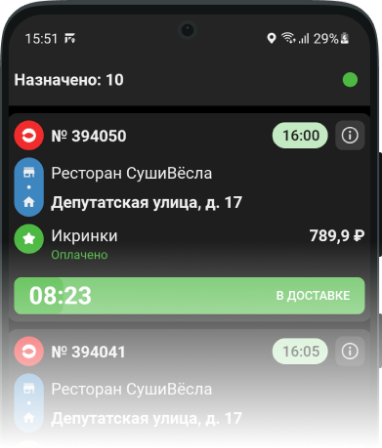 15:51 29%
Назначено: 10
№ 394050 16:00
Ресторан СушиВёсла
Депутатская улица, д. 17
Икринки 789,9 ₽
Оплачено
08:23 В ДОСТАВКЕ
№ 394041 16:05
Ресторан СушиВёсла
Депутатская улица, д. 17